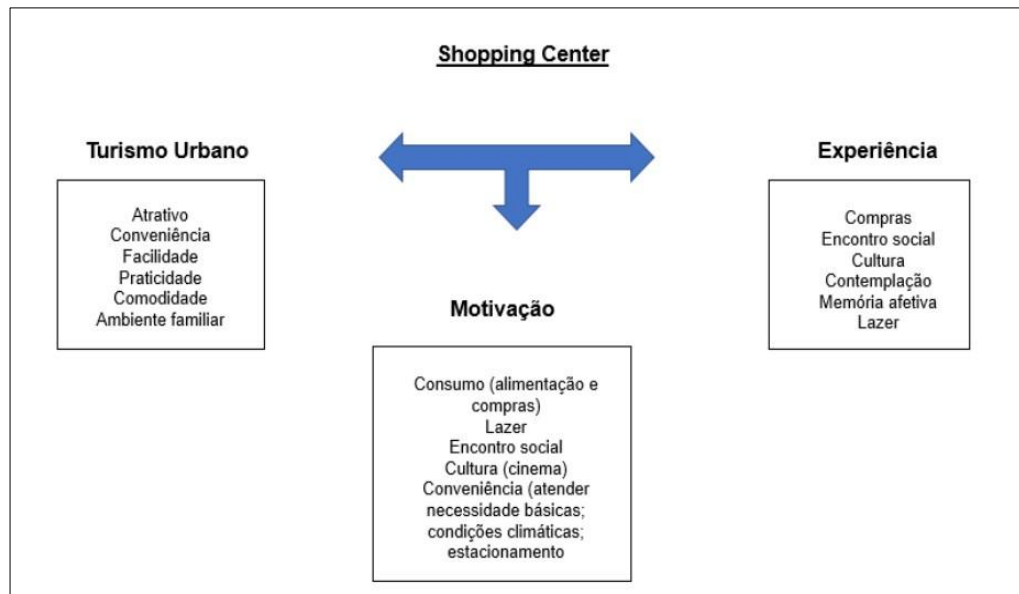 Shopping Center
Turismo Urbano
Atrativo
Conveniência
Facilidade
Praticidade
Comodidade
Ambiente familiar
Motivação
Consumo (alimentação e
compras)
Lazer
Encontro social
Cultura (cinema)
Conveniência (atender
necessidade básicas;
condições climáticas;
estacionamento
Experiência
Compras
Encontro social
Cultura
Contemplação
Memória afetiva
Lazer